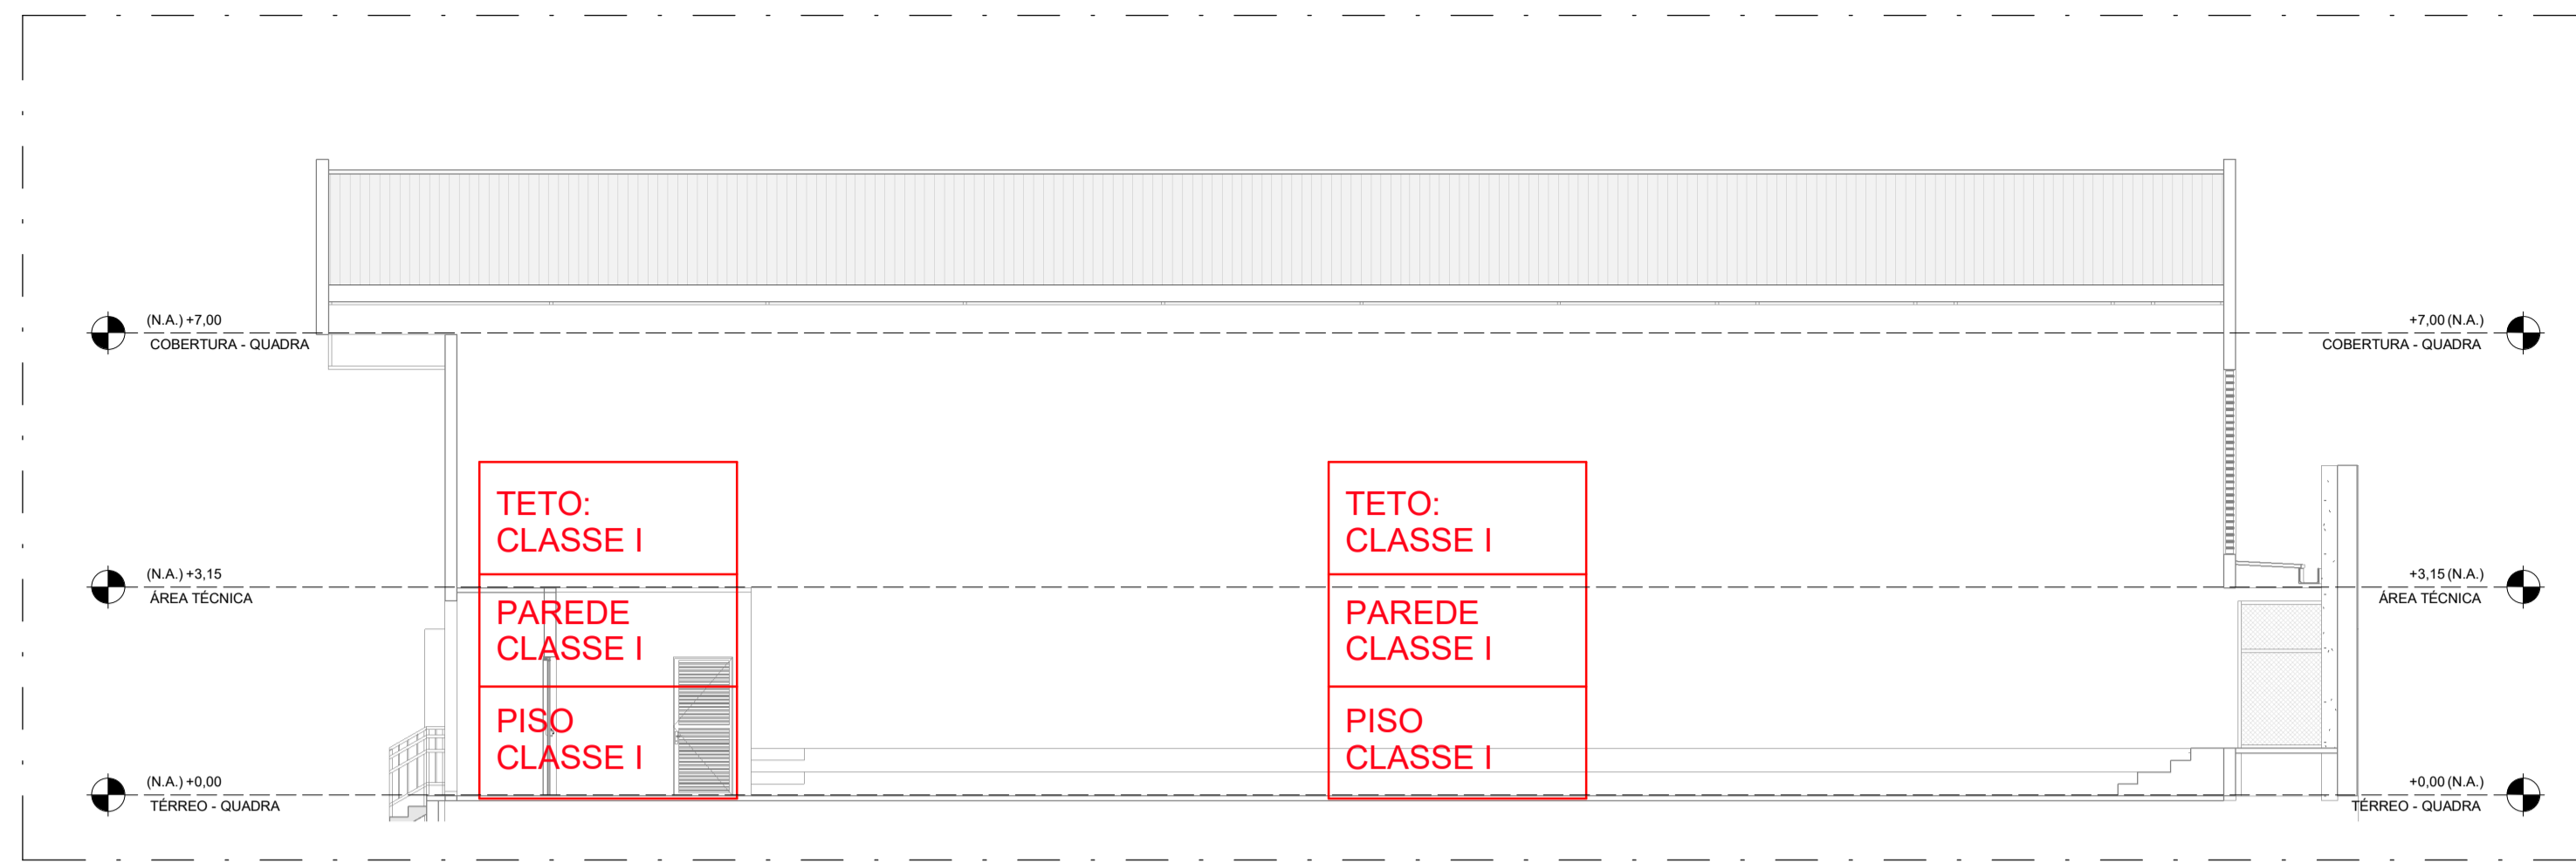 (N.A.) +7,00
COBERTURA - QUADRA
+7,00 (N.A.)
COBERTURA - QUADRA
TETO:
CLASSE I
TETO:
CLASSE I
(N.A.) +3,15
ÁREA TÉCNICA
+3,15 (N.A.)
ÁREA TÉCNICA
PAREDE
CLASSE I
PAREDE
CLASSE I
PISO
CLASSE I
PISO
CLASSE I
(N.A.) +0,00
TÉRREO - QUADRA
+0,00 (N.A.)
TÉRREO - QUADRA